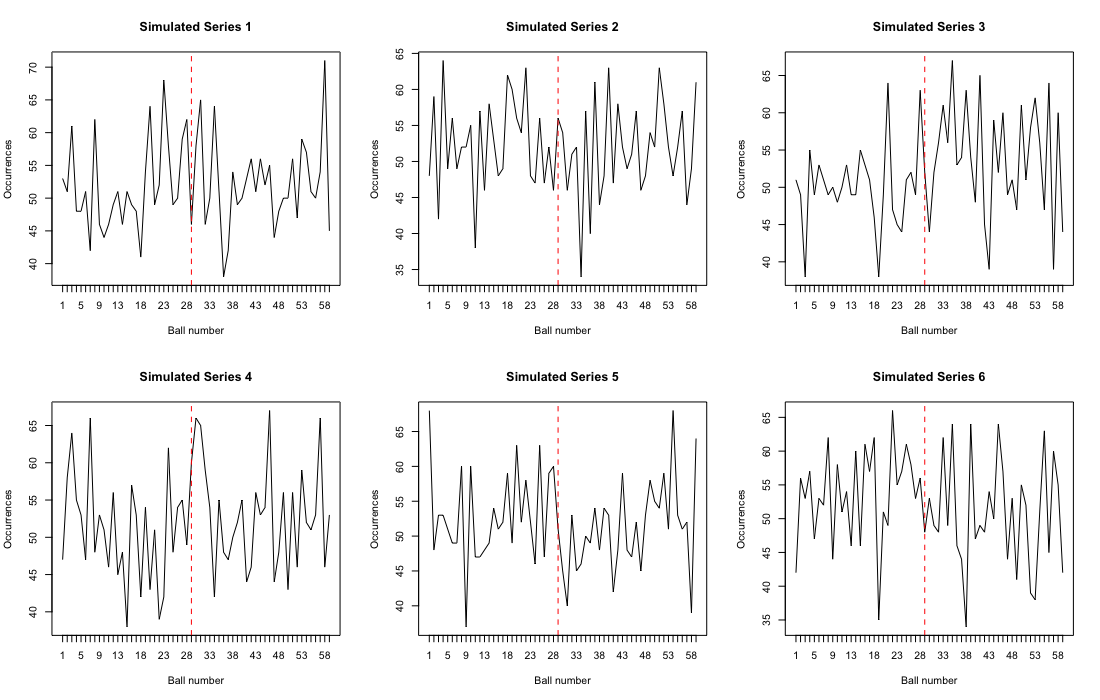 Simulated Series 1
Occurrences
40 45 50 55 60 65 70
1 5 9 13 18 23 28 33 38 43 48 53 58
Ball number
Simulated Series 2
Occurrences
35 40 45 50 55 60 65
1 5 9 13 18 23 28 33 38 43 48 53 58
Ball number
Simulated Series 3
Occurrences
40 45 50 55 60 65
1 5 9 13 18 23 28 33 38 43 48 53 58
Ball number
Simulated Series 4
Occurrences
40 45 50 55 60 65
1 5 9 13 18 23 28 33 38 43 48 53 58
Ball number
Simulated Series 5
Occurrences
40 45 50 55 60 65
1 5 9 13 18 23 28 33 38 43 48 53 58
Ball number
Simulated Series 6
Occurrences
35 40 45 50 55 60 65
1 5 9 13 18 23 28 33 38 43 48 53 58
Ball number